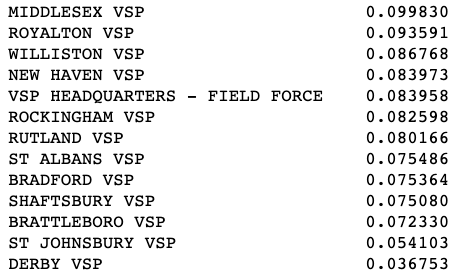 MIDDLESEX VSP 0.099830
ROYALTON VSP 0.093591
WILLISTON VSP 0.086768
NEW HAVEN VSP 0.083973
VSP HEADQUARTERS - FIELD FORCE 0.083958
ROCKINGHAM VSP 0.082598
RUTLAND VSP 0.080166
ST ALBANS VSP 0.075486
BRADFORD VSP 0.075364
SHAFTSBURY VSP 0.075080
BRATTLEBORO VSP 0.072330
ST JOHNSBURY VSP 0.054103
DERBY VSP 0.036753